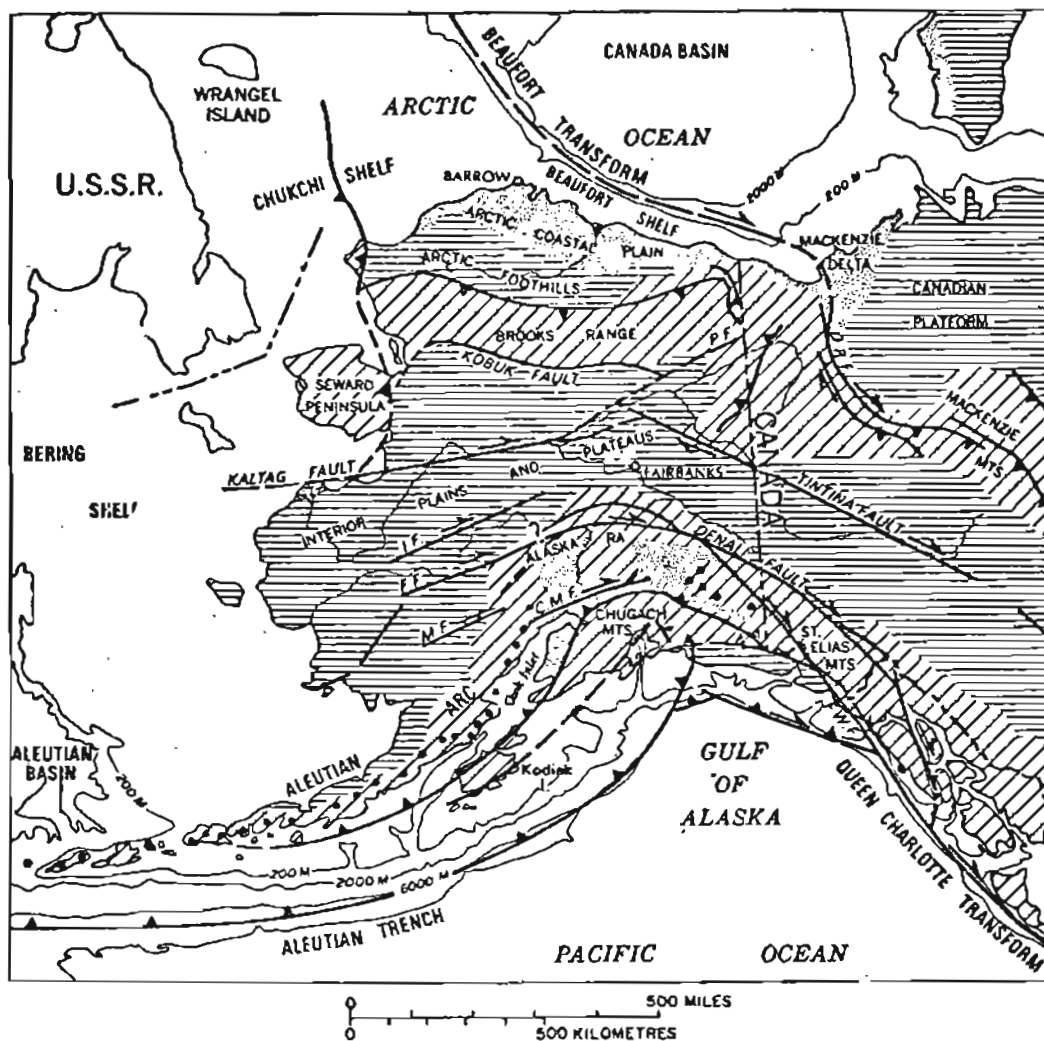 BEAUFORT TRANSFORM
CANADA BASIN
WRANGEL
ISLAND
ARCTIC
OCEAN
U.S.S.R.
CHUKCHI SHELF
BARROW
BEAUFORT SHELF
2000 M
200 M
ARCTIC COASTAL PLAIN
MACKENZIE
DELTA
ARCTIC FOOTHILLS
CANADIAN
PLATFORM
BROOKS RANGE
P.F.
KOBUK FAULT
SEWARD
PENINSULA
MACKENZIE
MTS
CANADA
BERING
SHELF
KALTAG FAULT
PLATEAUS
AND
FAIRBANKS
TINTINA FAULT
PLAINS
INTERIOR
I.F.
?
DENALI FAULT
ALASKA RA
F.F.
C.M.F.
M.F.
CHUGACH
MTS
ST.
ELIAS
MTS
Cook Inlet
ARC
ALEUTIAN
ALEUTIAN
BASIN
200 M
Kodiak
I
GULF
OF
ALASKA
QUEEN CHARLOTTE TRANSFORM
200 M
2000 M
6000 M
ALEUTIAN TRENCH
PACIFIC OCEAN
0 500 MILES
0 500 KILOMETRES